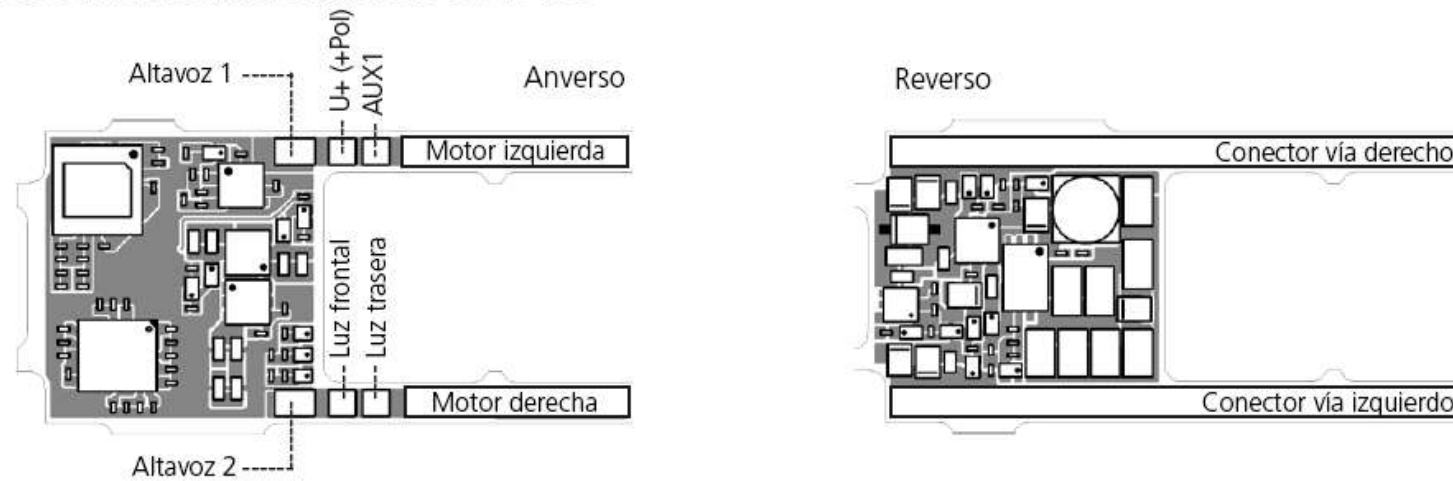 Altavoz 1
U+ (+Pol)
AUX1
Anverso
Motor izquierda
Luz frontal
Luz trasera
Motor derecha
Altavoz 2
Reverso
Conector vía derecho
Conector vía izquierdo